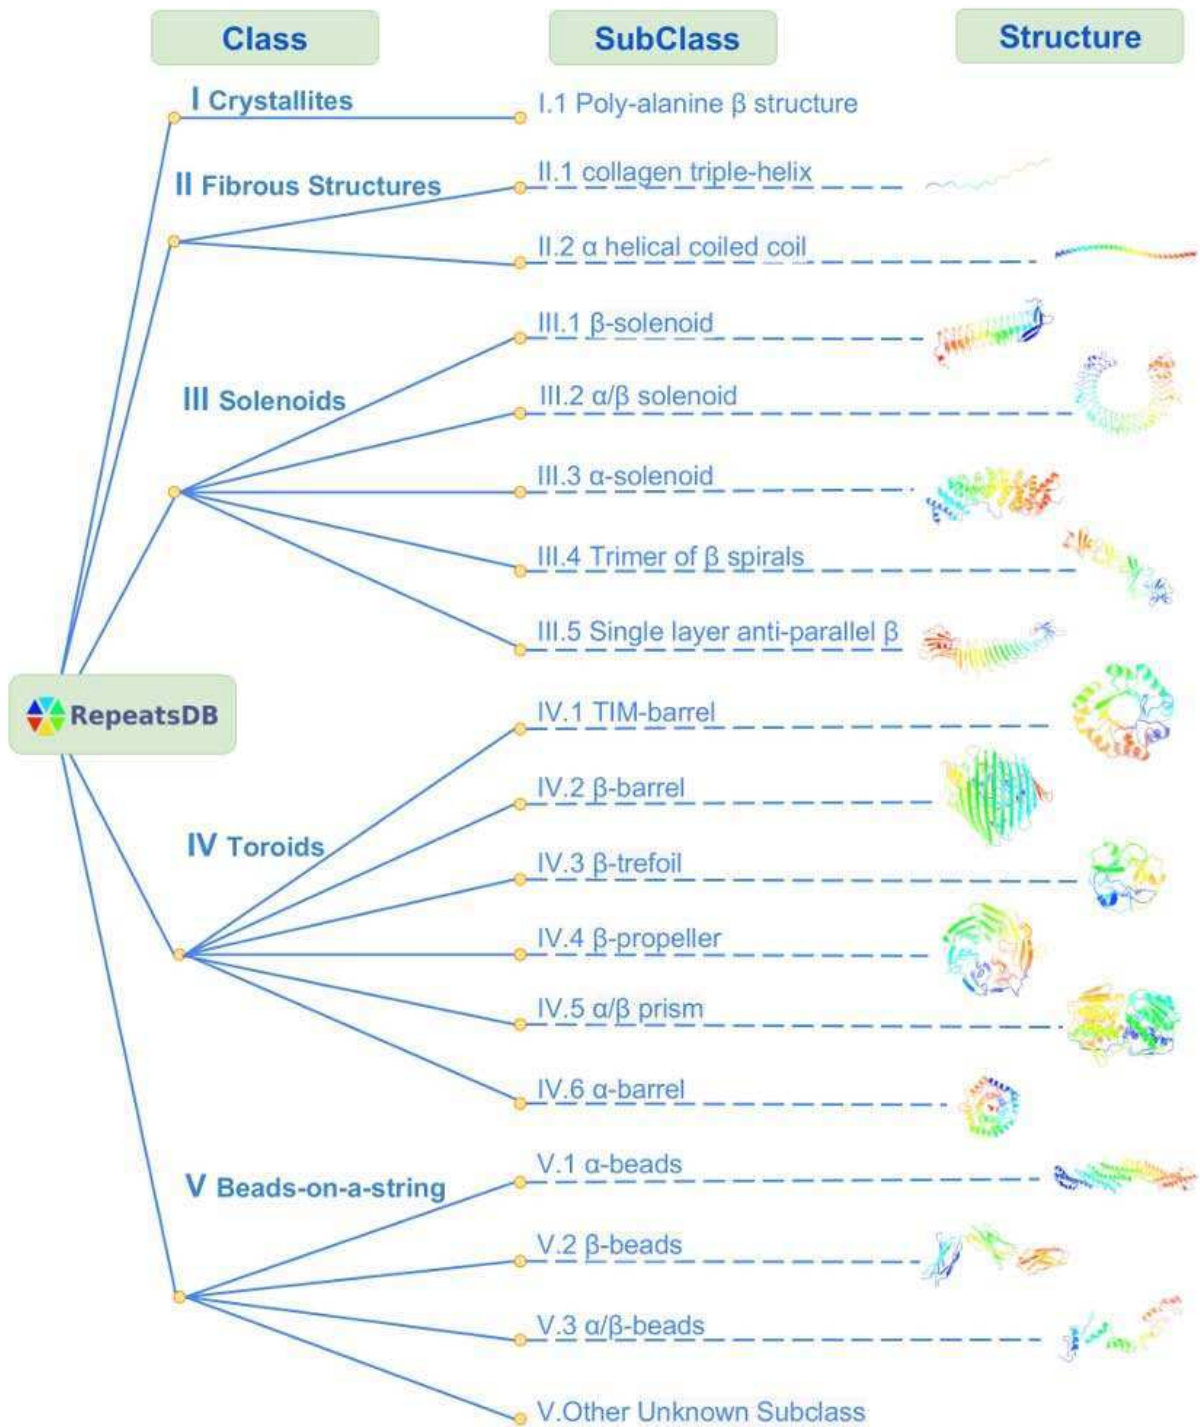 Class SubClass Structure
I Crystallites
I.1 Poly-alanine β structure
II Fibrous Structures
II.1 collagen triple-helix
II.2 α helical coiled coil
III Solenoids
III.1 β-solenoid
III.2 α/β solenoid
III.3 α-solenoid
III.4 Trimer of β spirals
III.5 Single layer anti-parallel β
RepeatsDB
IV Toroids
IV.1 TIM-barrel
IV.2 β-barrel
IV.3 β-trefoil
IV.4 β-propeller
IV.5 α/β prism
IV.6 α-barrel
V Beads-on-a-string
V.1 α-beads
V.2 β-beads
V.3 α/β-beads
V.Other Unknown Subclass